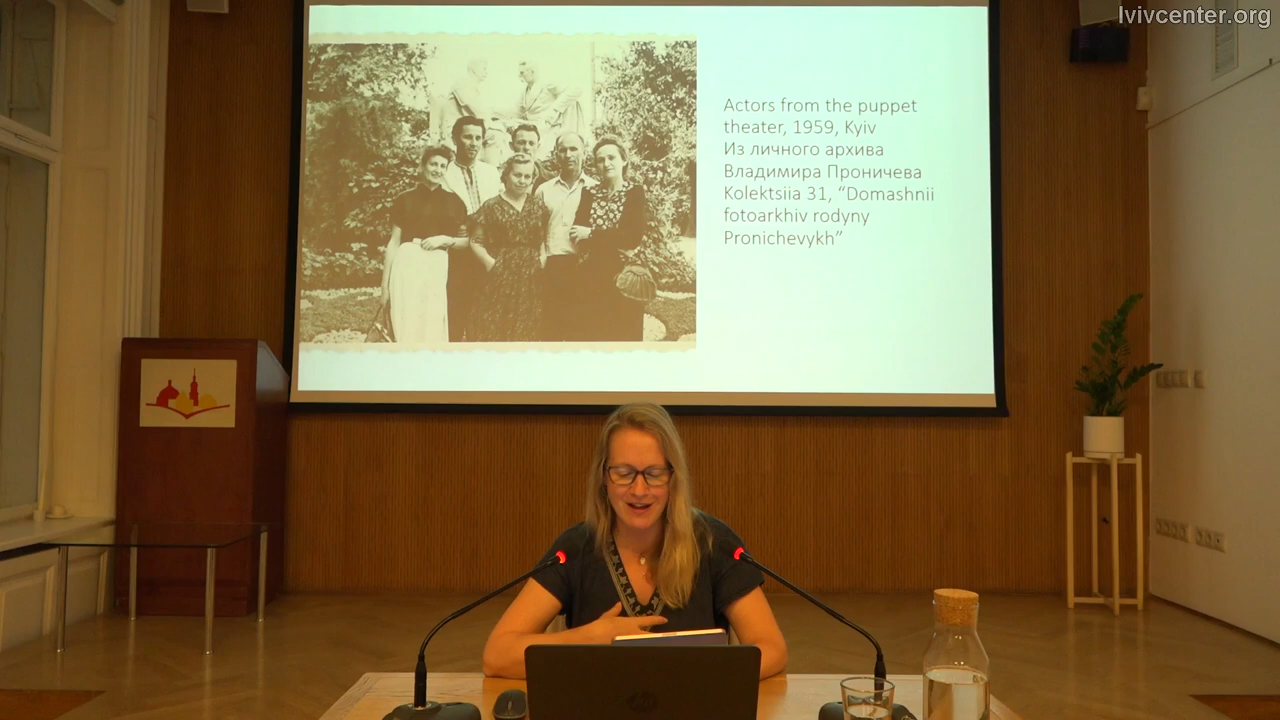 lvivcenter.org
Actors from the puppet
theater, 1959, Kyiv
Из личного архива
Владимира Проничева
Kolektsiia 31, “Domashnii
fotoarkhiv rodyny
Pronichevykh”